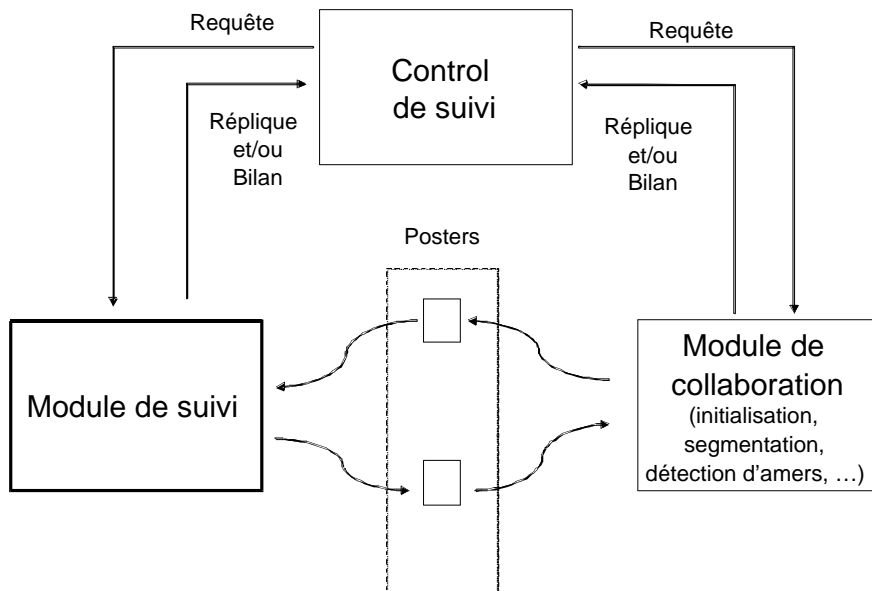 Requête
Requête
Control
de suivi
Réplique
et/ou
Bilan
Réplique
et/ou
Bilan
Posters
Module de suivi
Module de
collaboration
(initialisation,
segmentation,
détection d'amers, …)